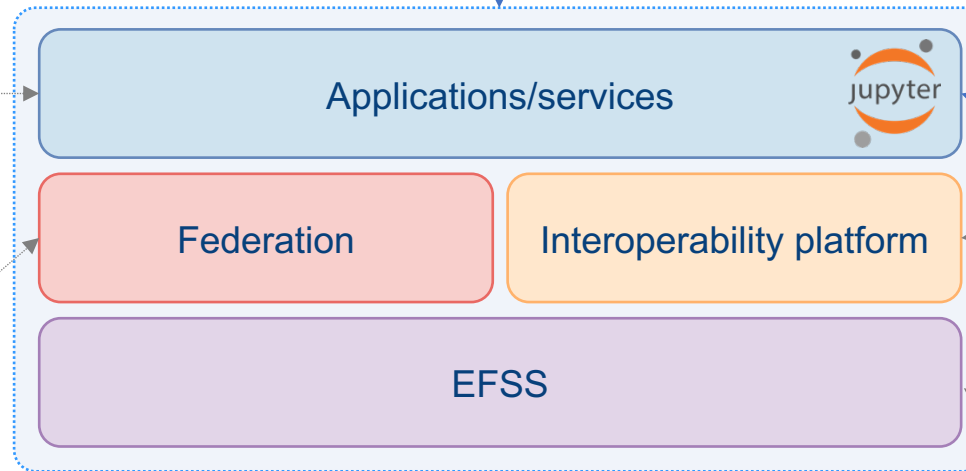 Applications/services
jupyter
Federation
Interoperability platform
EFSS